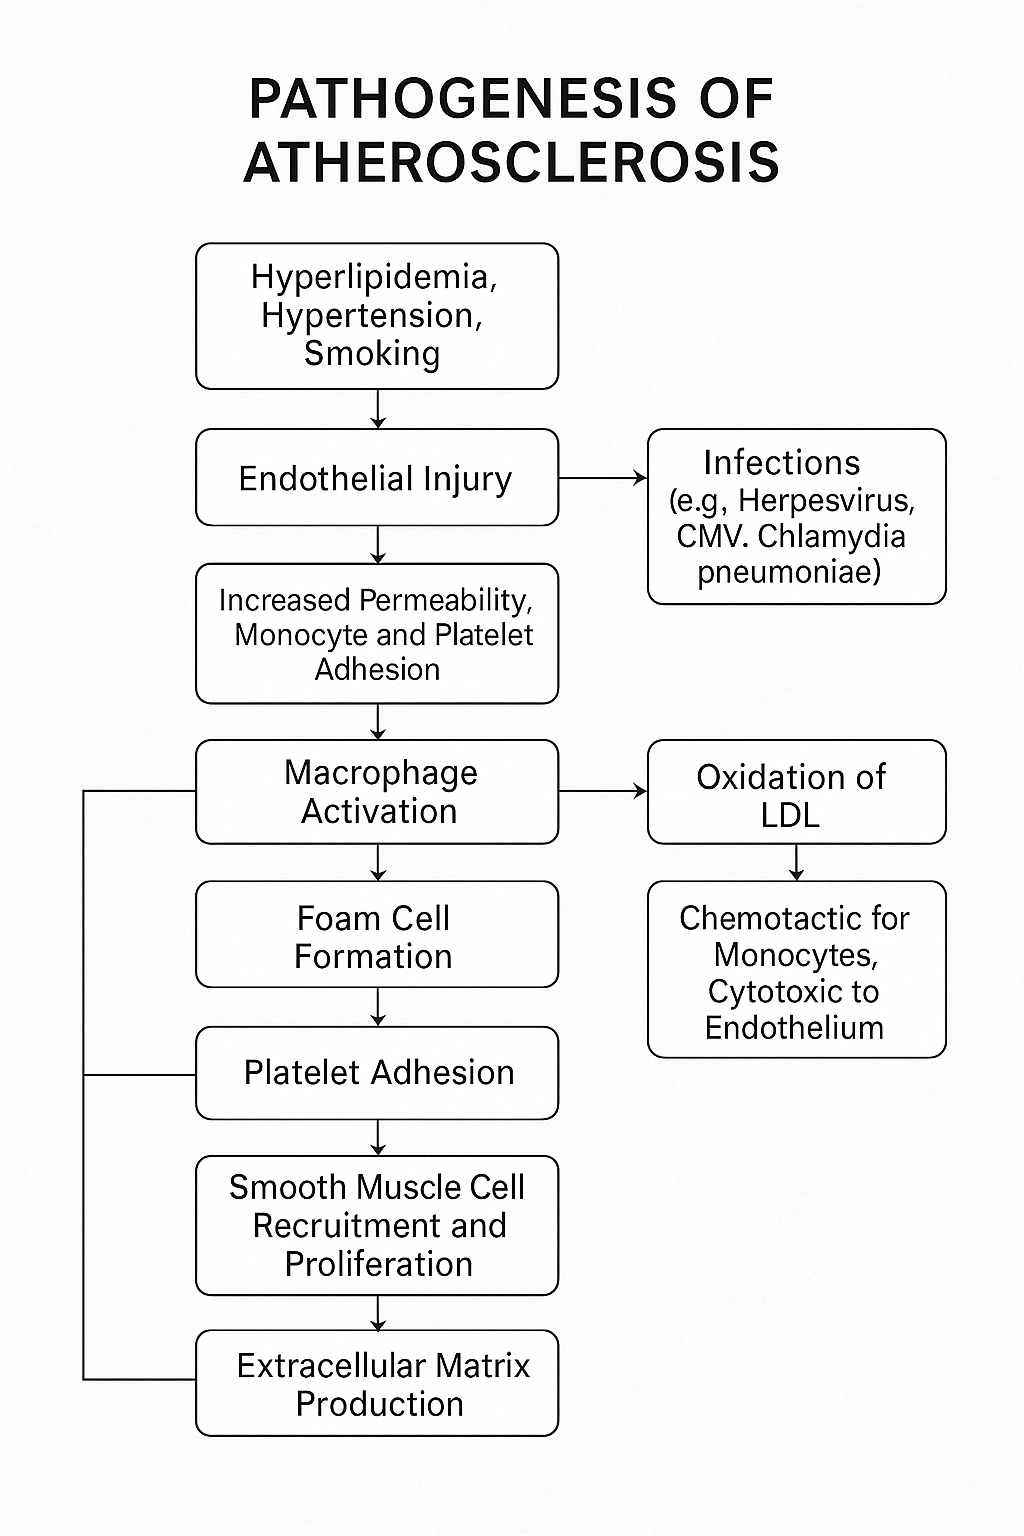 PATHOGENESIS OF
ATHEROSCLEROSIS
Hyperlipidemia,
Hypertension,
Smoking
Endothelial Injury
Infections
(e.g, Herpesvirus,
CMV. Chlamydia
pneumoniae)
Increased Permeability,
Monocyte and Platelet
Adhesion
Macrophage
Activation
Oxidation of
LDL
Foam Cell
Formation
Chemotactic for
Monocytes,
Cytotoxic to
Endothelium
Platelet Adhesion
Smooth Muscle Cell
Recruitment and
Proliferation
Extracellular Matrix
Production